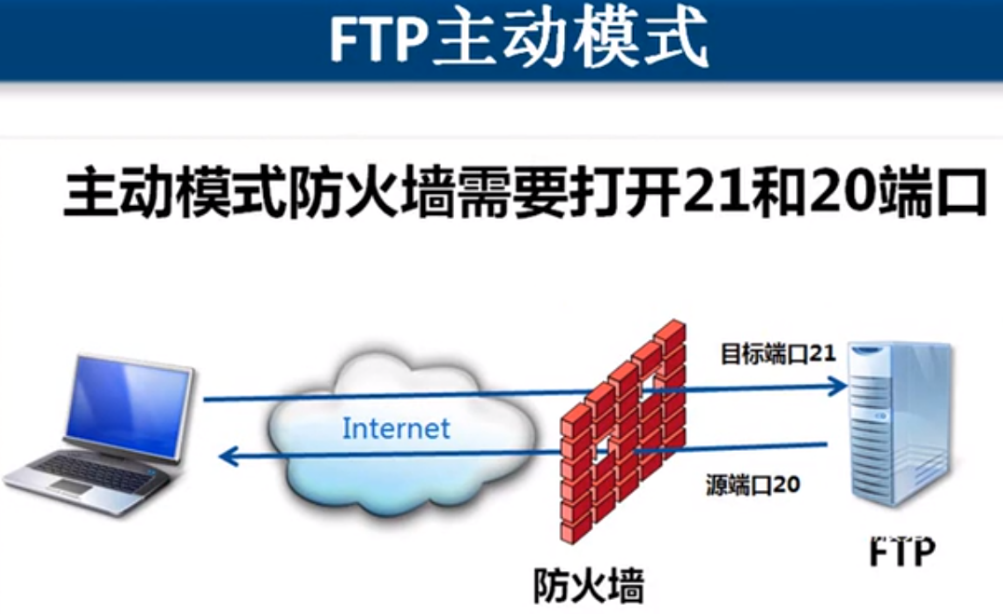 FTP主动模式
主动模式防火墙需要打开21和20端口
目标端口21
Internet
源端口20
FTP
防火墙